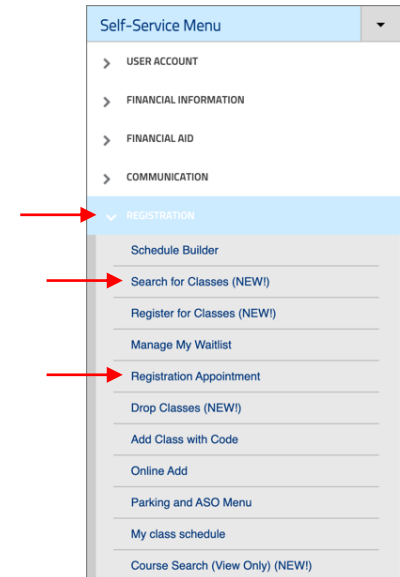 Self-Service Menu
USER ACCOUNT
FINANCIAL INFORMATION
FINANCIAL AID
COMMUNICATION
REGISTRATION
Schedule Builder
Search for Classes (NEW!)
Register for Classes (NEW!)
Manage My Waitlist
Registration Appointment
Drop Classes (NEW!)
Add Class with Code
Online Add
Parking and ASO Menu
My class schedule
Course Search (View Only) (NEW!)